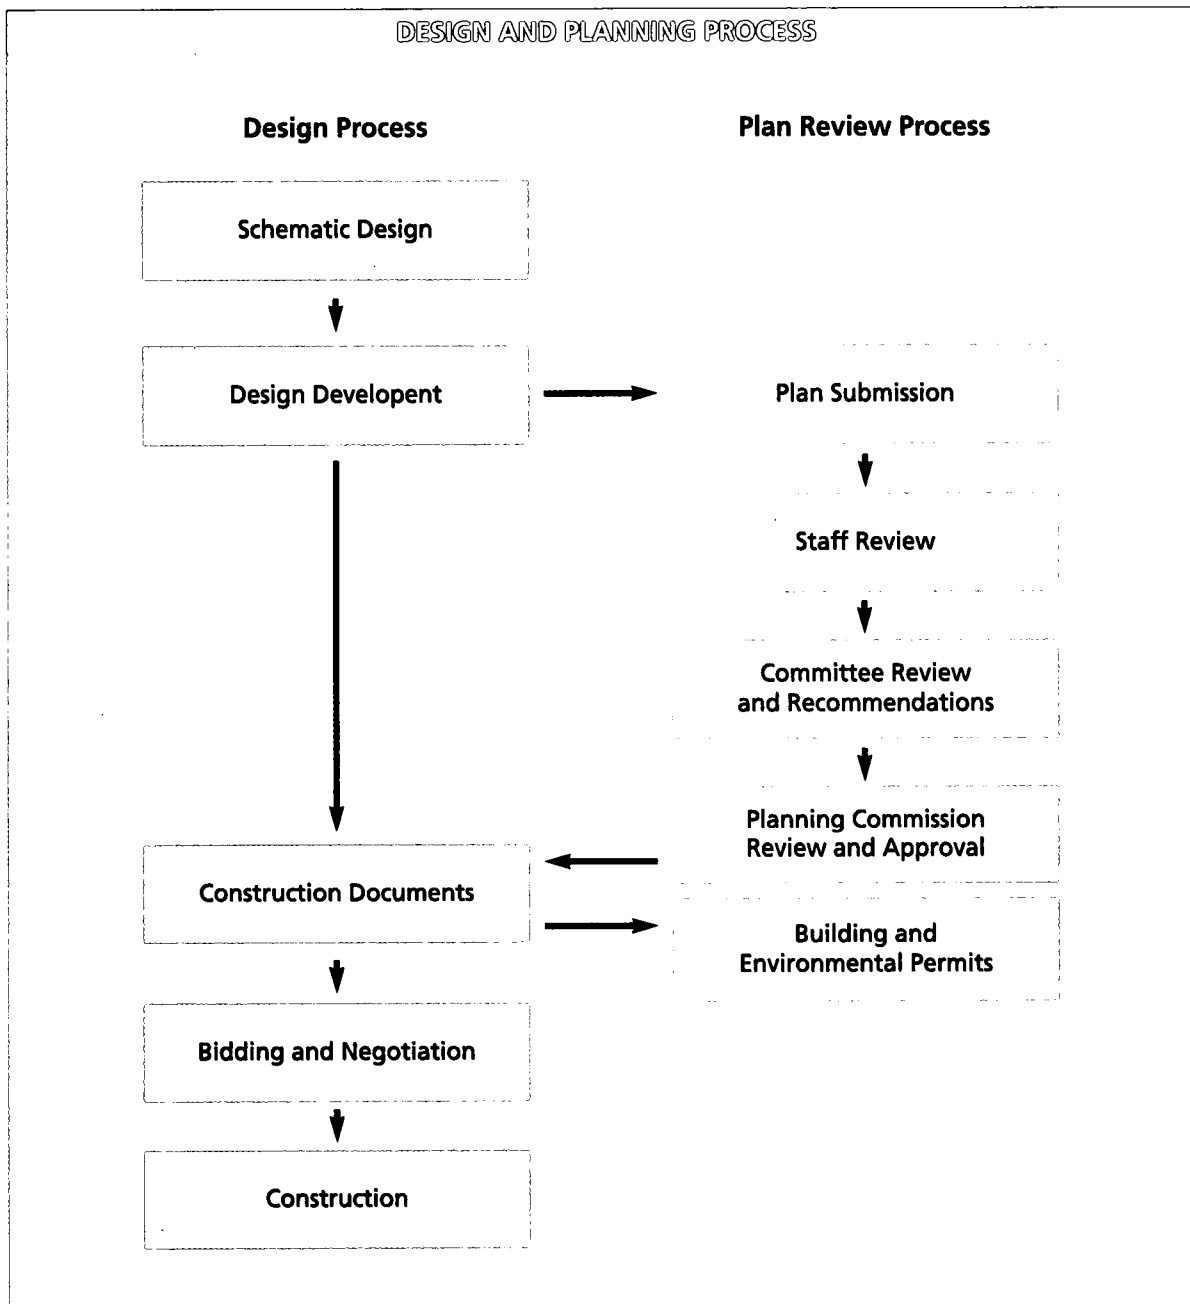 DESIGN AND PLANNING PROCESS
Design Process
Plan Review Process
Schematic Design
Design Developent
Plan Submission
Staff Review
Committee Review
and Recommendations
Planning Commission
Review and Approval
Construction Documents
Building and
Environmental Permits
Bidding and Negotiation
Construction